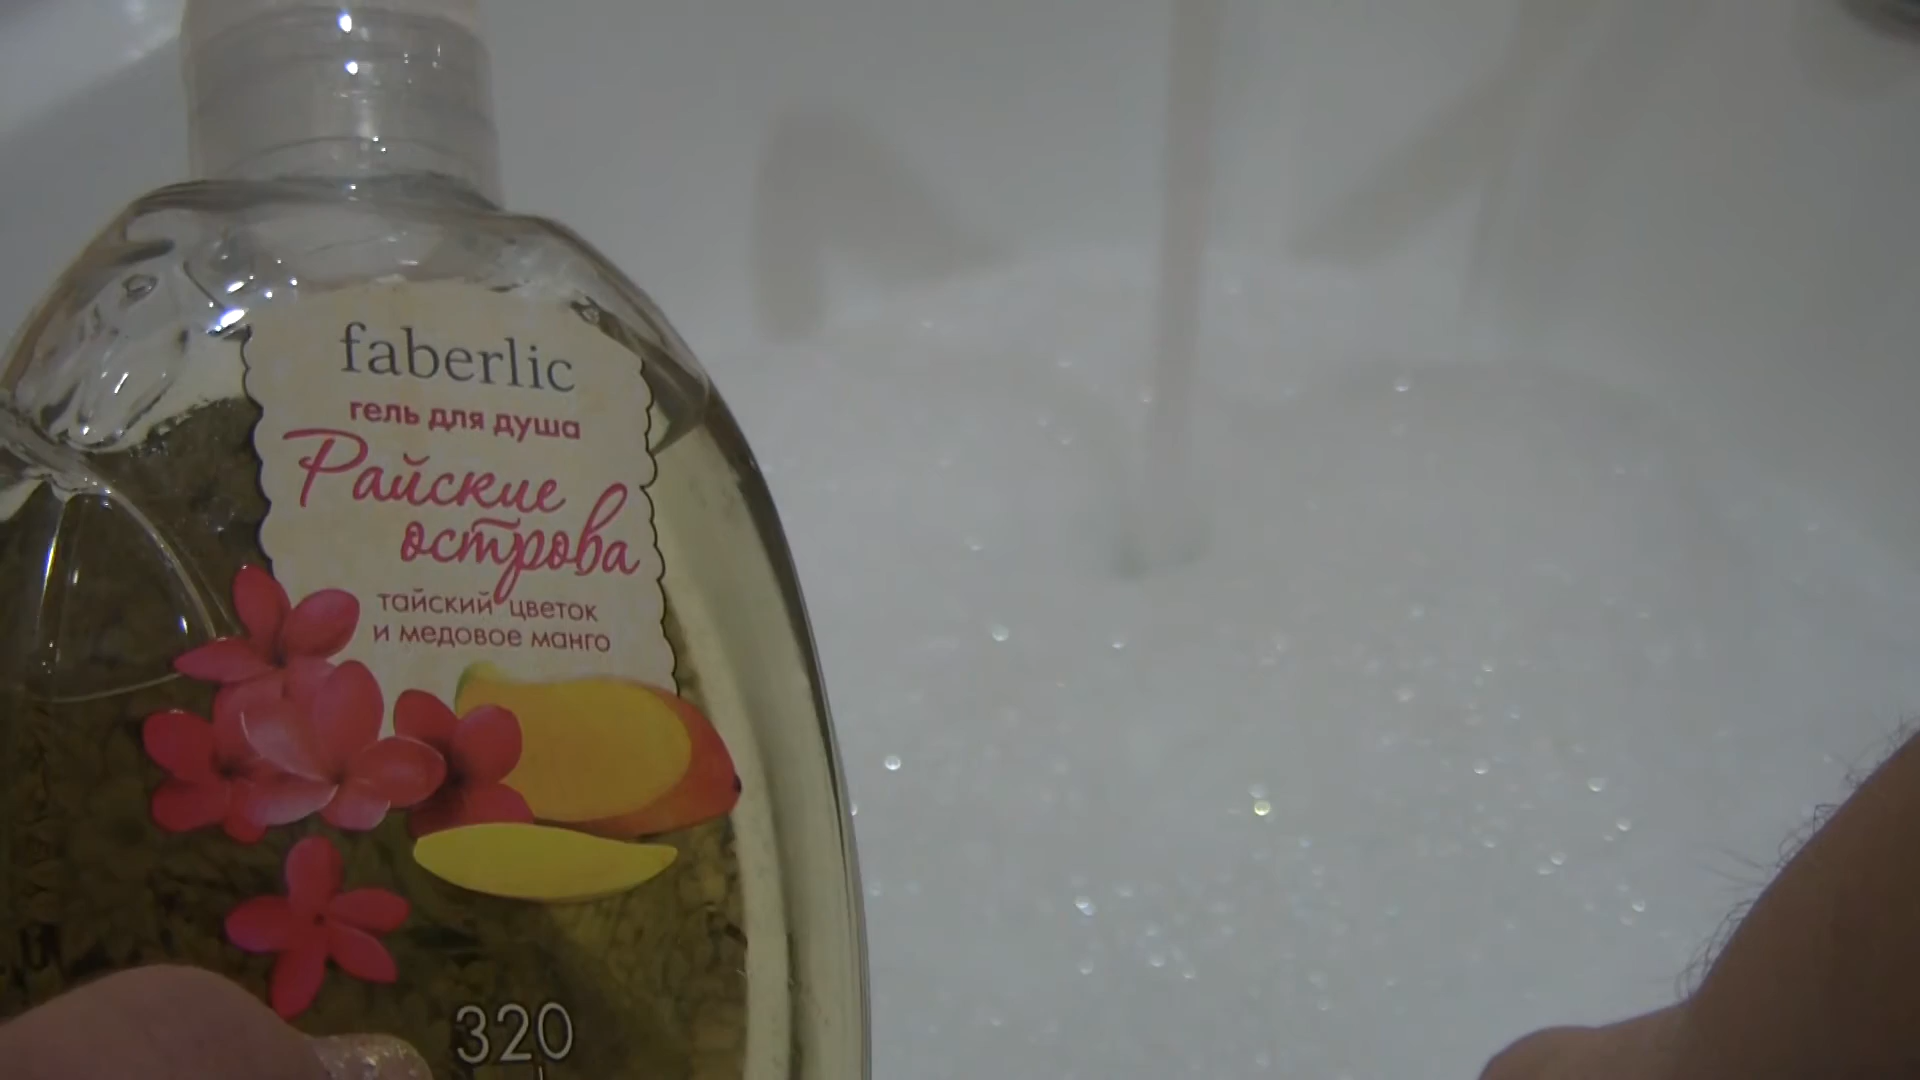 faberlic
гель для душа
Райские
острова
тайский цветок
и медовое манго
320